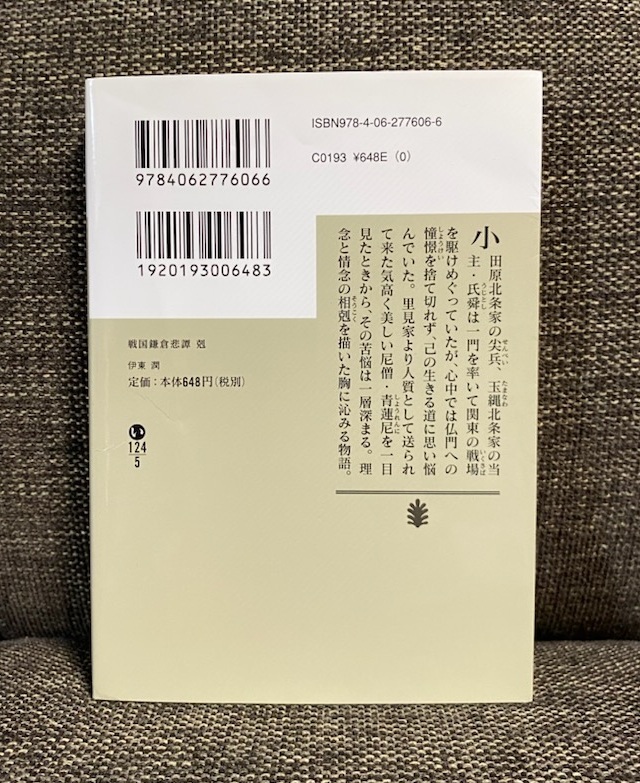 9784062776066
ISBN978-4-06-277606-6
C0193 ¥648E (0)
1920193006483
戦国鎌倉悲譚 剋
伊東 潤
定価：本体648円(税別)
い
124
5
小田原北条家の尖兵、玉縄北条家の当
主・氏舜は一門を率いて関東の戦場
を駆けめぐっていたが、心中では仏門への
憧憬を捨て切れず、己の生きる道に思い悩
んでいた。里見家より人質として送られ
て来た気高く美しい尼僧・青蓮尼を一目
見たときから、その苦悩は一層深まる。理
念と情念の相剋を描いた胸に沁みる物語。